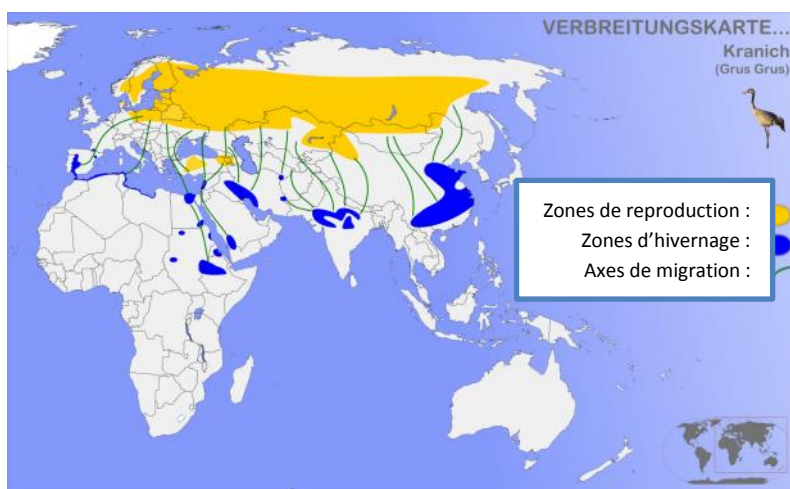 VERBREITUNGSKARTE...
Kranich
(Grus Grus)
Zones de reproduction :
Zones d’hivernage :
Axes de migration :